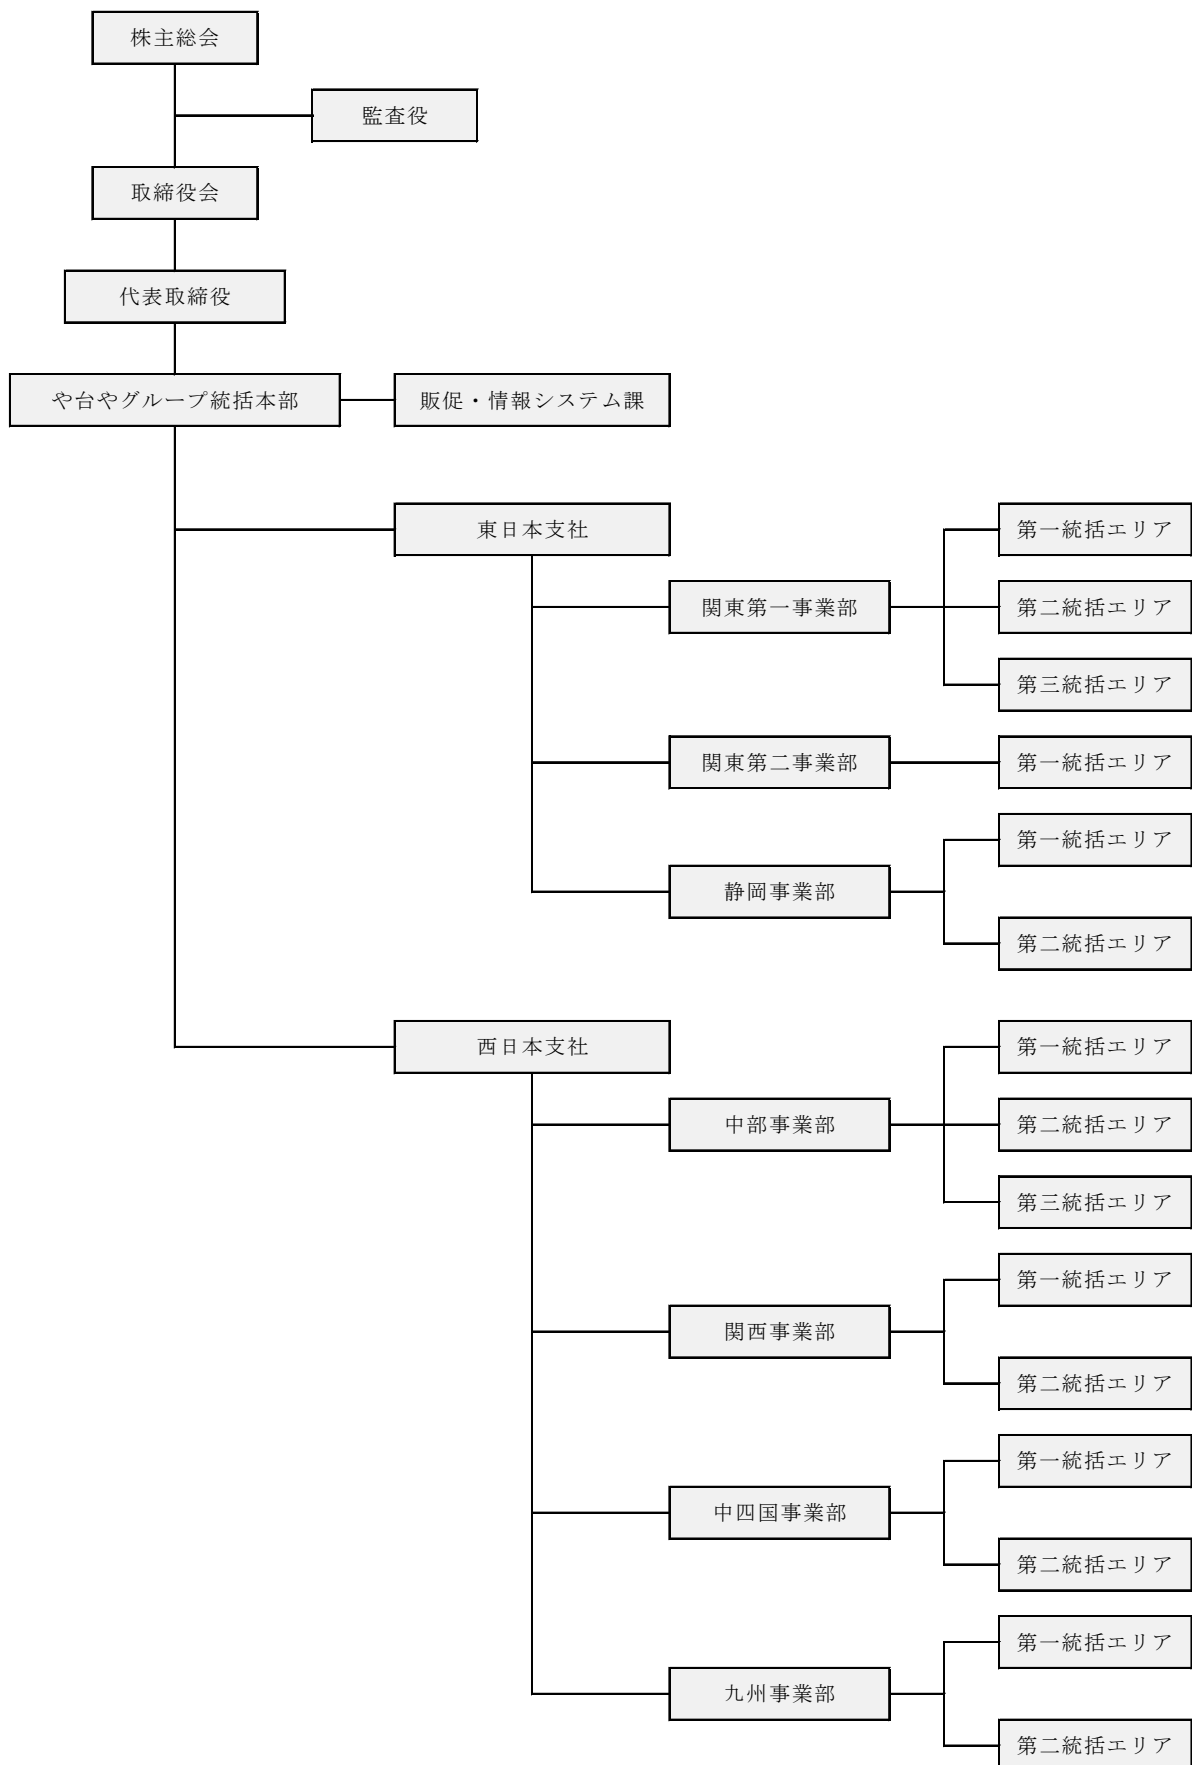 株主総会
監査役
取締役会
代表取締役
や台やグループ統括本部
販促・情報システム課
東日本支社
第一統括エリア
関東第一事業部
第二統括エリア
第三統括エリア
関東第二事業部
第一統括エリア
第一統括エリア
静岡事業部
第二統括エリア
西日本支社
第一統括エリア
中部事業部
第二統括エリア
第三統括エリア
第一統括エリア
関西事業部
第二統括エリア
第一統括エリア
中四国事業部
第二統括エリア
第一統括エリア
九州事業部
第二統括エリア